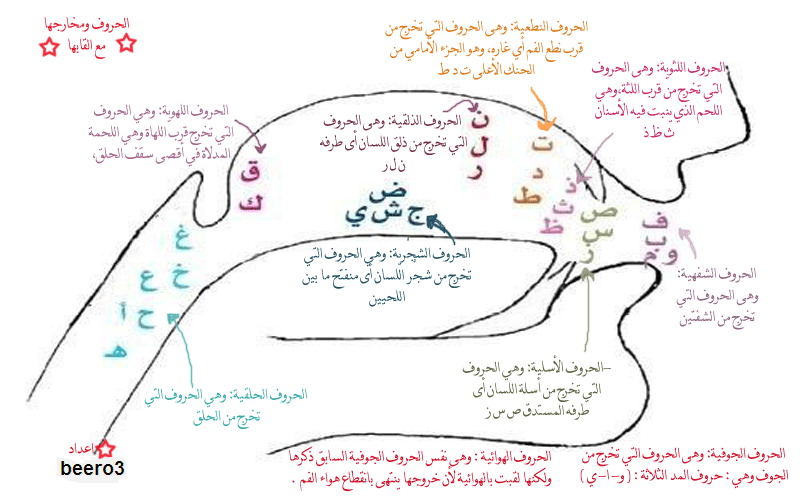 الحروف ومخارجها
مع القابها
الحروف النطعية: وهى الحروف التي تخرج من
قرب نطع الفم أي غاره، وهو الجزء الأمامي من
الحنك الأعلى ت د ط
الحروف اللثوية: وهى الحروف
التي تخرج من قرب اللثة،وهي
اللحم الذي ينبت فيه الأسنان
ث ظ ذ
الحروف الذلقية: وهى الحروف
التي تخرج من ذلق اللسان أى طرفه
ن ل ر
الحروف اللهوية: وهي الحروف
التي تخرج قرب اللهاة وهي اللحمة
المدلاة في أقصى سقف الحلق،
ن
ل
ر
ت
د
ط
ذ
ث
ظ
ص
س
ز
ف
ب
و م
ق
ك
ض
ج ش ي
غ
خ
ع
ح
أ
هـ
الحروف الشجرية: وهي الحروف التي
تخرج من شجر اللسان أى منفتح ما بين
اللحيين
الحروف الشفهية:
وهى الحروف التي
تخرج من الشفتين
-الحروف الأسلية: وهي الحروف
التي تخرج من أسلة اللسان أى
طرفه المستدق ص س ز
الحروف الحلقية: وهي الحروف التي
تخرج من الحلق
الحروف الجوفية: وهى الحروف التي تخرج من
الجوف وهي : حروف المد الثلاثة : ( و - ا - ي )
الحروف الهوائية : وهى نفس الحروف الجوفية السابق ذكرها
ولكنها لقبت بالهوائية لأن خروجها ينتهى بانقطاع هواء الفم .
اعداد
beero3